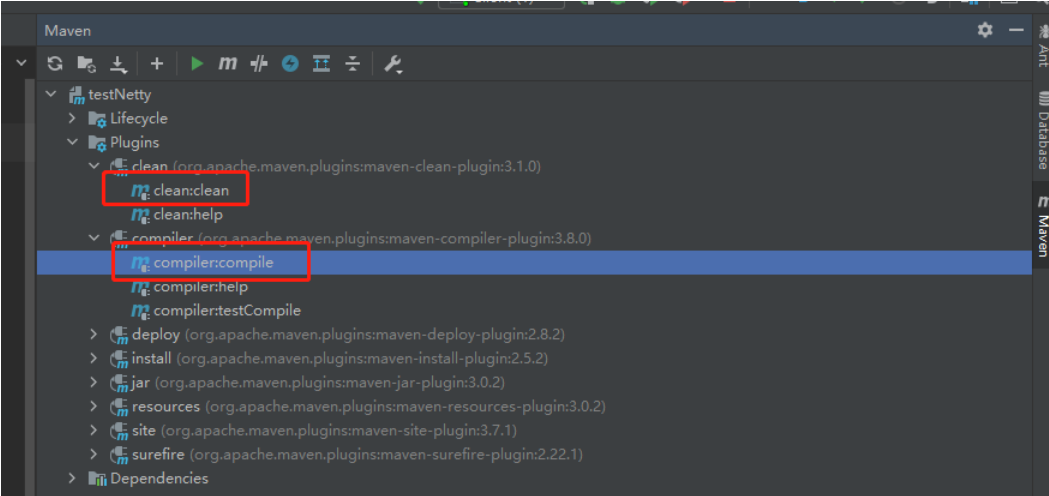 Maven
testNetty
Lifecycle
Plugins
clean (org.apache.maven.plugins:maven-clean-plugin:3.1.0)
clean:clean
clean:help
compiler (org.apache.maven.plugins:maven-compiler-plugin:3.8.0)
compiler:compile
compiler:help
compiler:testCompile
deploy (org.apache.maven.plugins:maven-deploy-plugin:2.8.2)
install (org.apache.maven.plugins:maven-install-plugin:2.5.2)
jar (org.apache.maven.plugins:maven-jar-plugin:3.0.2)
resources (org.apache.maven.plugins:maven-resources-plugin:3.0.2)
site (org.apache.maven.plugins:maven-site-plugin:3.7.1)
surefire (org.apache.maven.plugins:maven-surefire-plugin:2.22.1)
Dependencies
Ant
Database
Maven